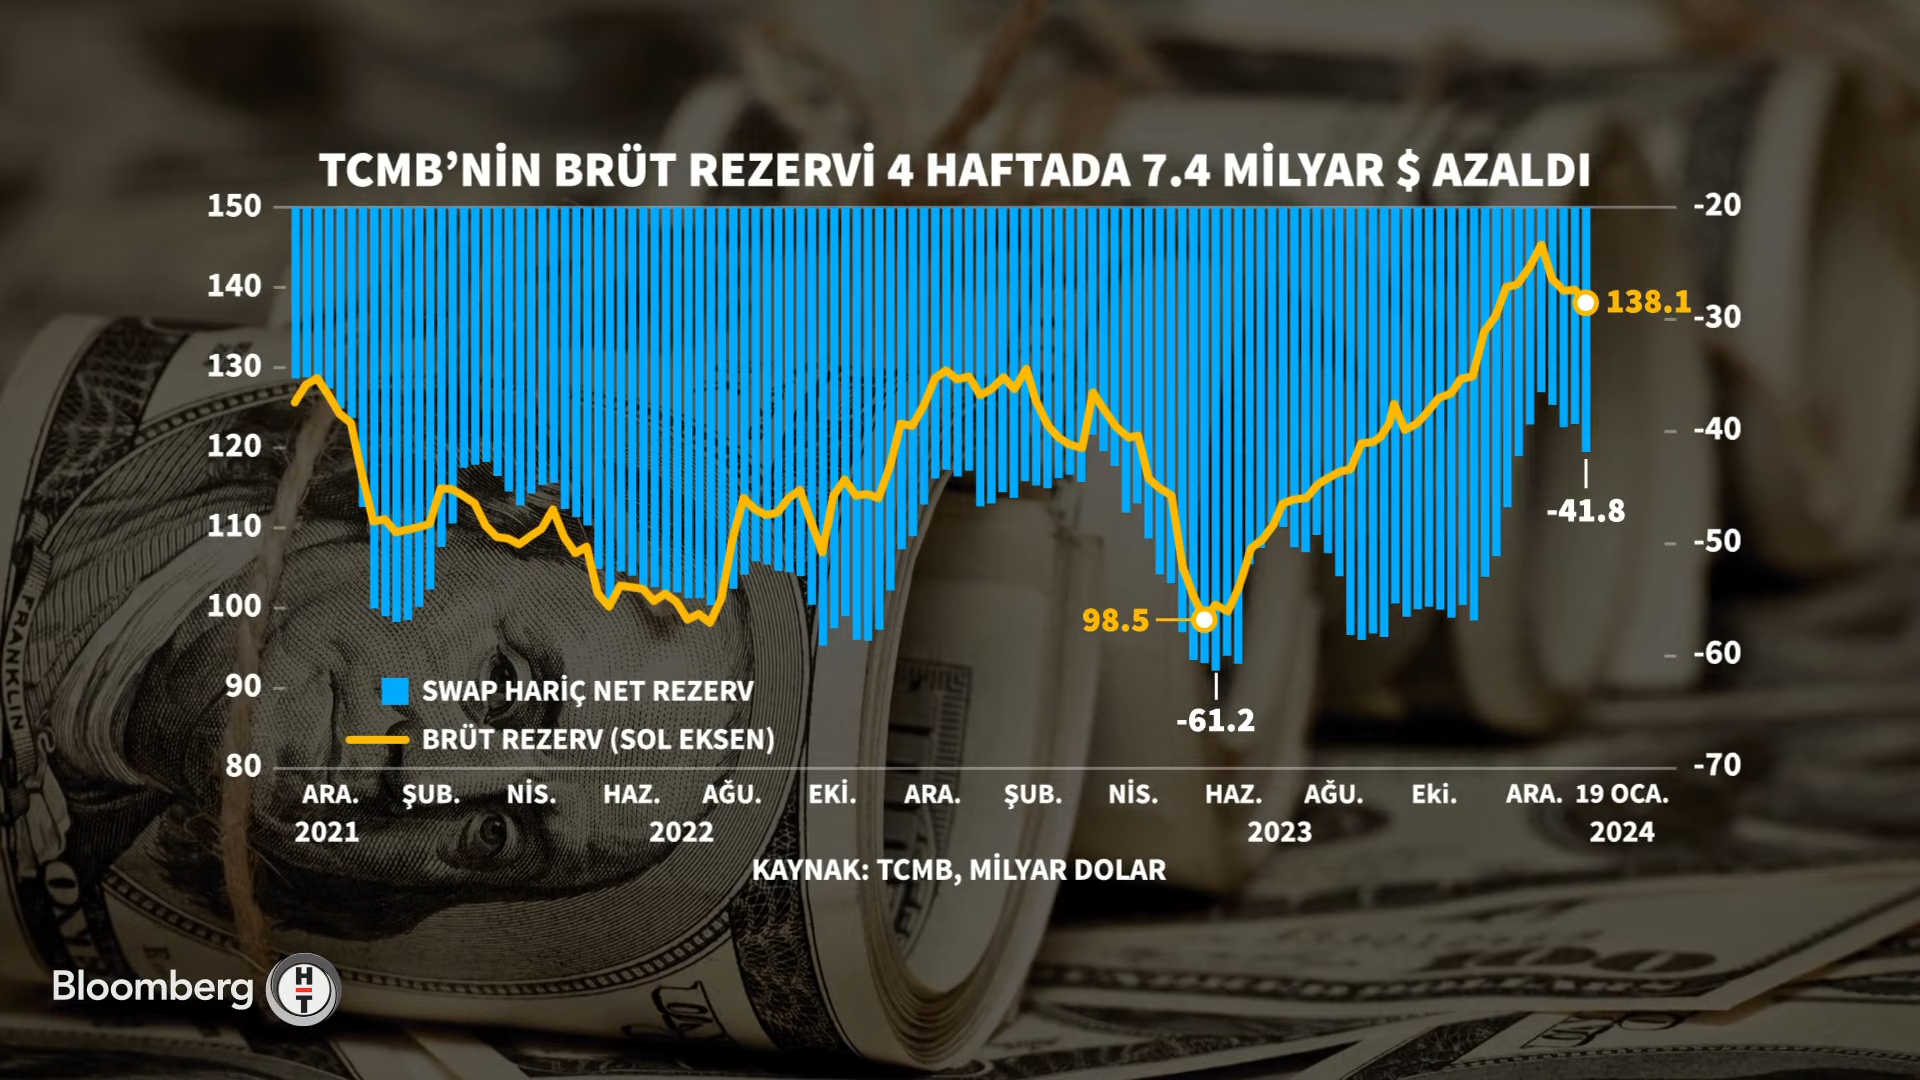 TCMB’NİN BRÜT REZERVİ 4 HAFTADA 7.4 MİLYAR $ AZALDI
150
-20
140
138.1
-30
130
120
-40
-41.8
110
-50
100
98.5
-60
90
SWAP HARİÇ NET REZERV
-61.2
BRÜT REZERV (SOL EKSEN)
80
-70
ARA. ŞUB. NİS. HAZ. AĞU. EKİ. ARA. ŞUB. NİS. HAZ. AĞU. Eki. ARA. 19 OCA.
2021 2022 2023 2024
KAYNAK: TCMB, MİLYAR DOLAR
FRANKLIN
100
Bloomberg HT